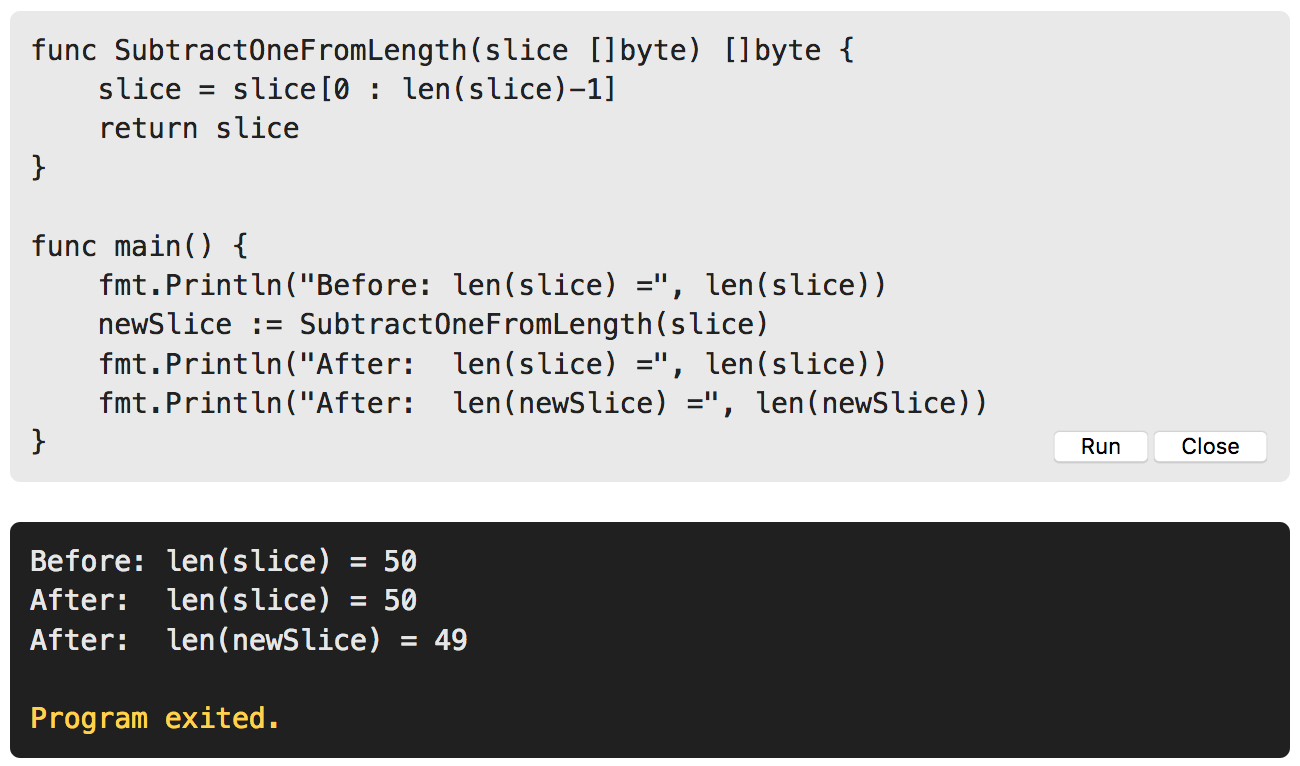 func SubtractOneFromLength(slice []byte) []byte {
    slice = slice[0 : len(slice)-1]
    return slice
}

func main() {
    fmt.Println("Before: len(slice) =", len(slice))
    newSlice := SubtractOneFromLength(slice)
    fmt.Println("After:  len(slice) =", len(slice))
    fmt.Println("After:  len(newSlice) =", len(newSlice))
}
Run Close
Before: len(slice) = 50
After:  len(slice) = 50
After:  len(newSlice) = 49

Program exited.